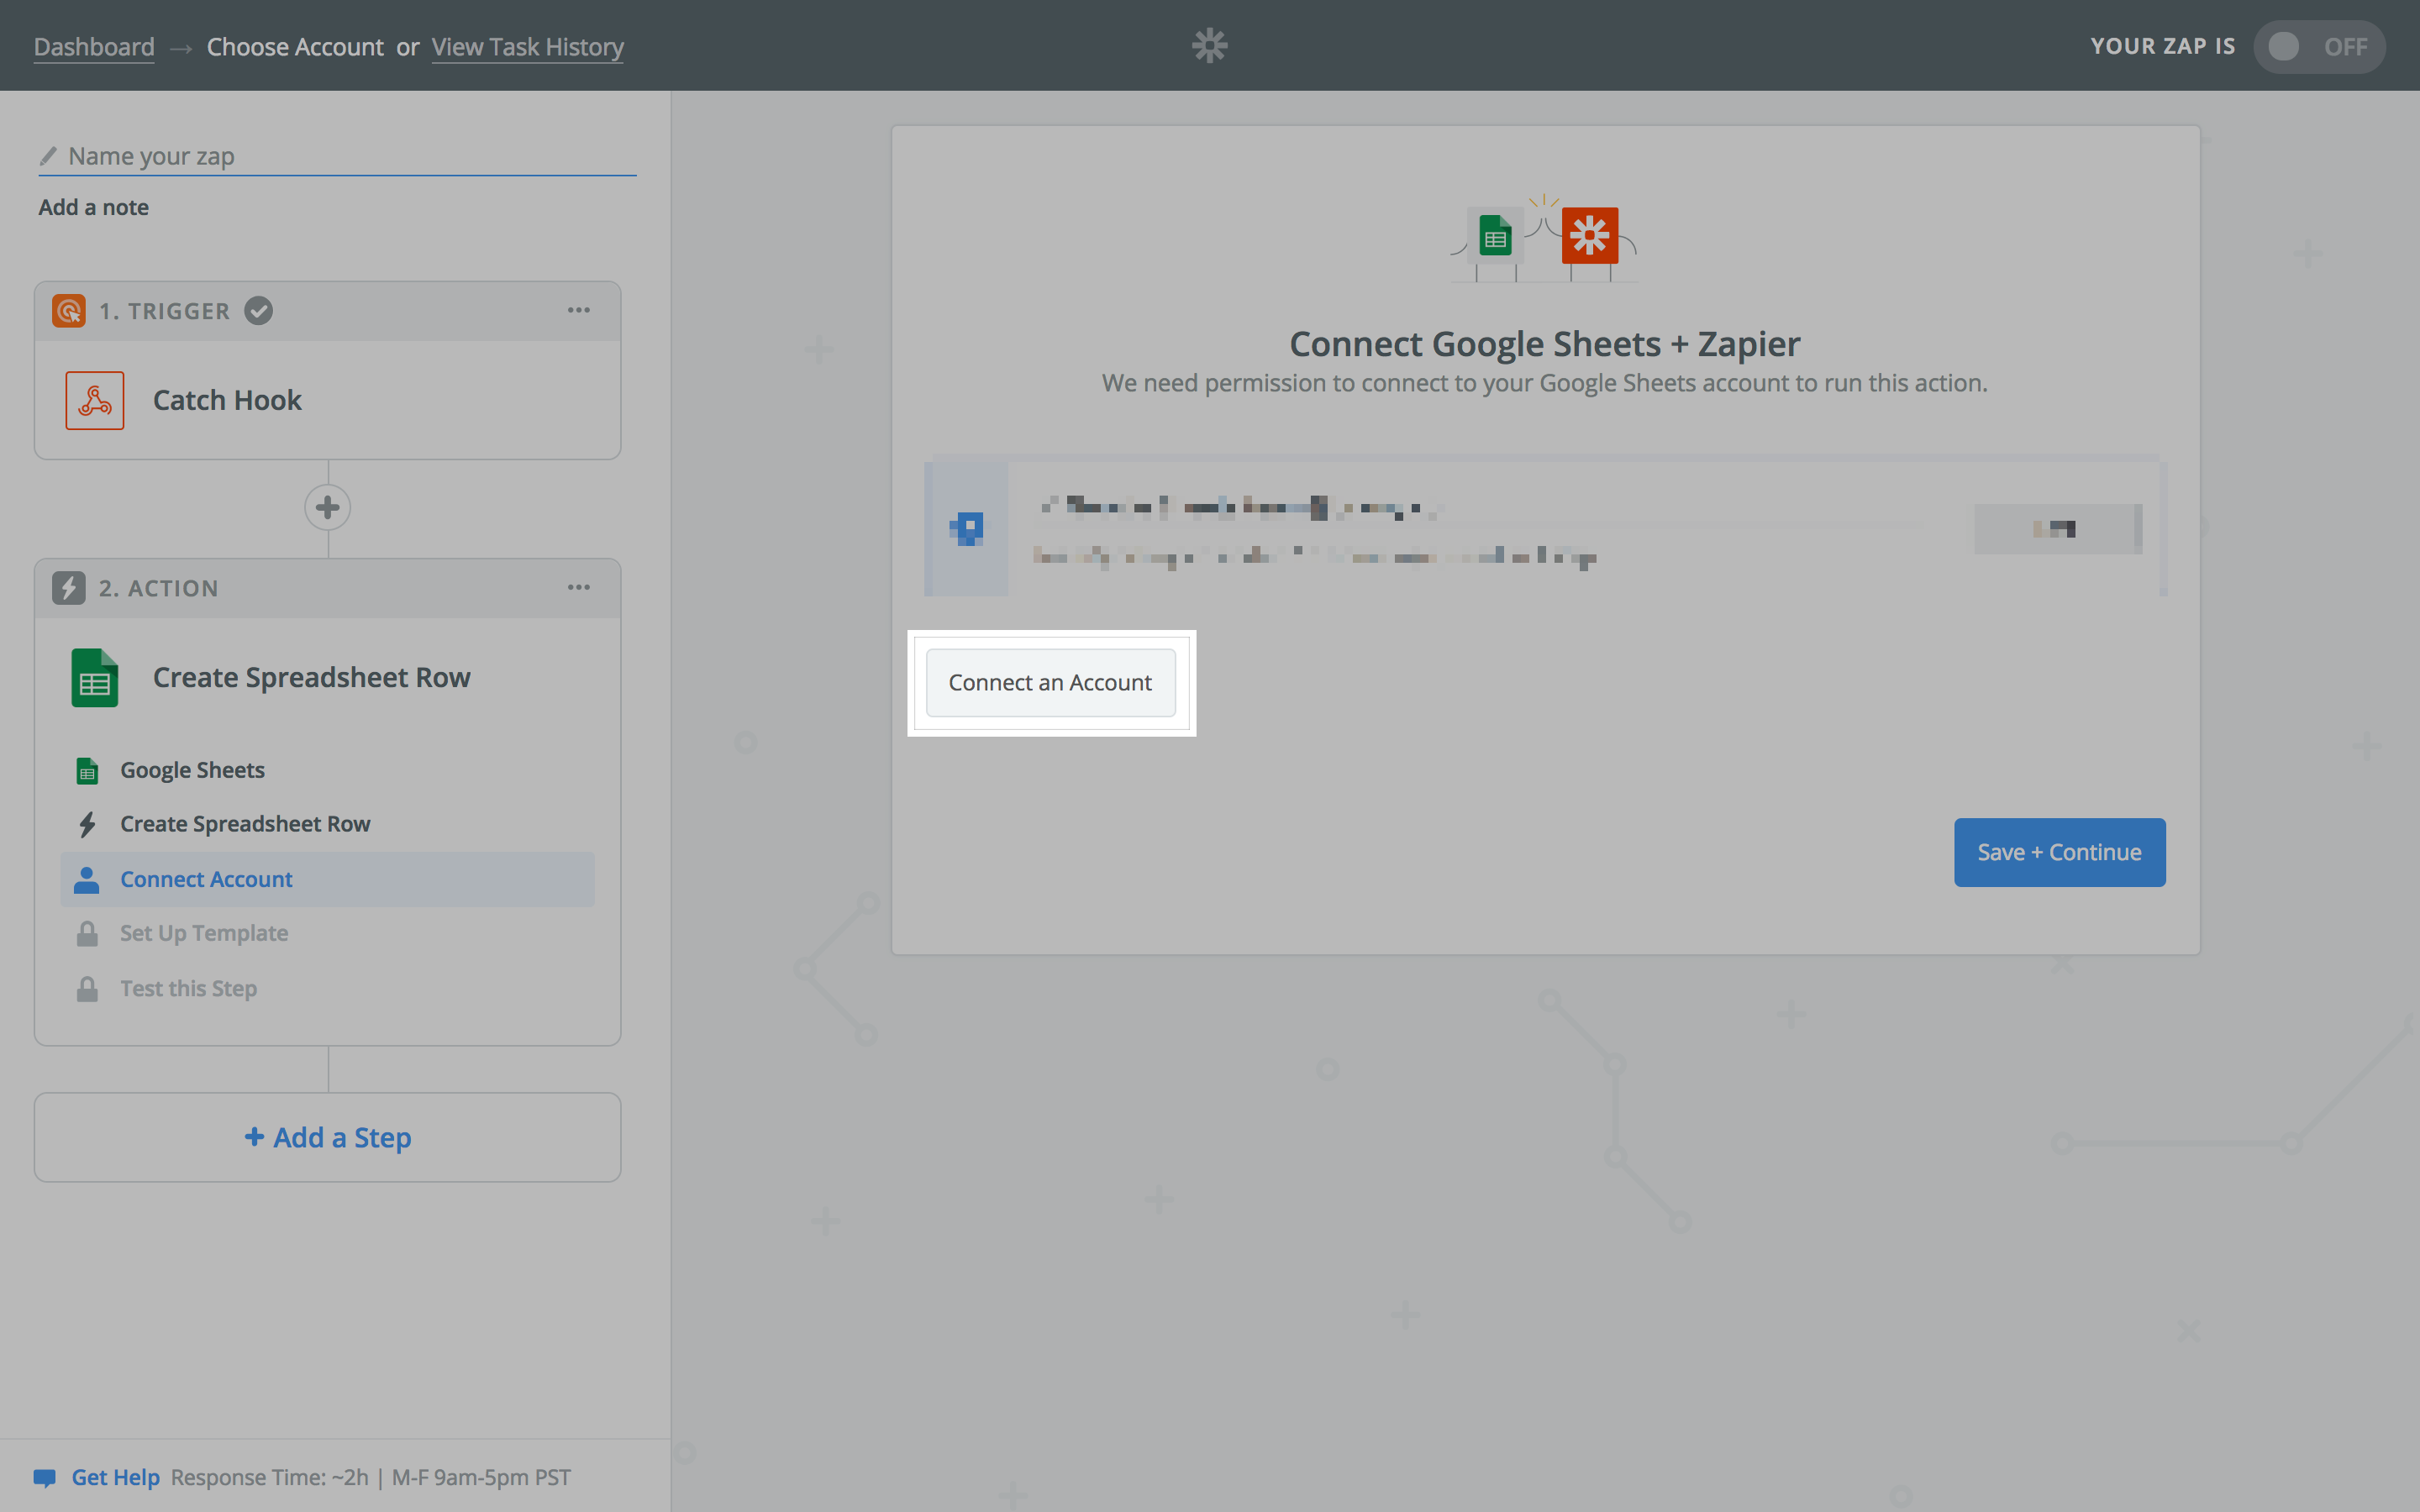 Dashboard → Choose Account or View Task History
YOUR ZAP IS OFF
Name your zap
Add a note
1. TRIGGER
Catch Hook
2. ACTION
Create Spreadsheet Row
Google Sheets
Create Spreadsheet Row
Connect Account
Set Up Template
Test this Step
+ Add a Step
Get Help Response Time: ~2h | M-F 9am-5pm PST
Connect Google Sheets + Zapier
We need permission to connect to your Google Sheets account to run this action.
Connect an Account
Save + Continue